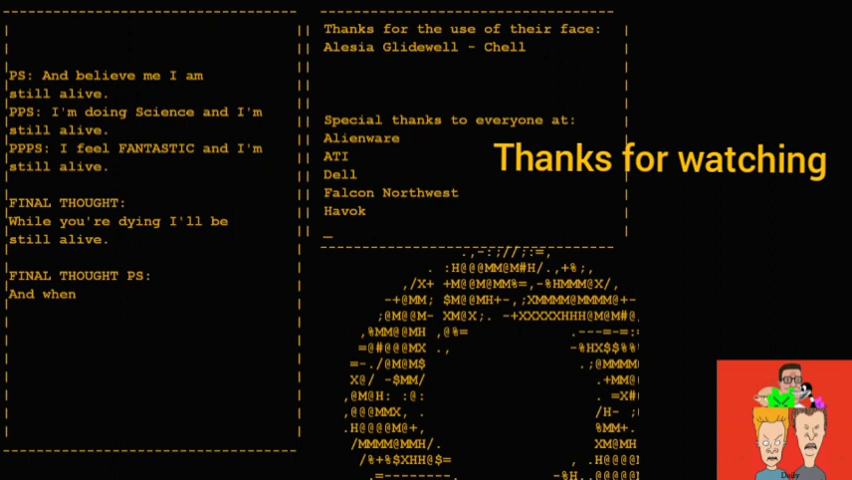 PS: And believe me I am
still alive.
PPS: I'm doing Science and I'm
still alive.
PPPS: I feel FANTASTIC and I'm
still alive.
FINAL THOUGHT:
While you're dying I'll be
still alive.
FINAL THOUGHT PS:
And when
Thanks for the use of their face:
Alesia Glidewell - Chell
Special thanks to everyone at:
Alienware
ATI
Dell
Falcon Northwest
Havok
_
Thanks for watching